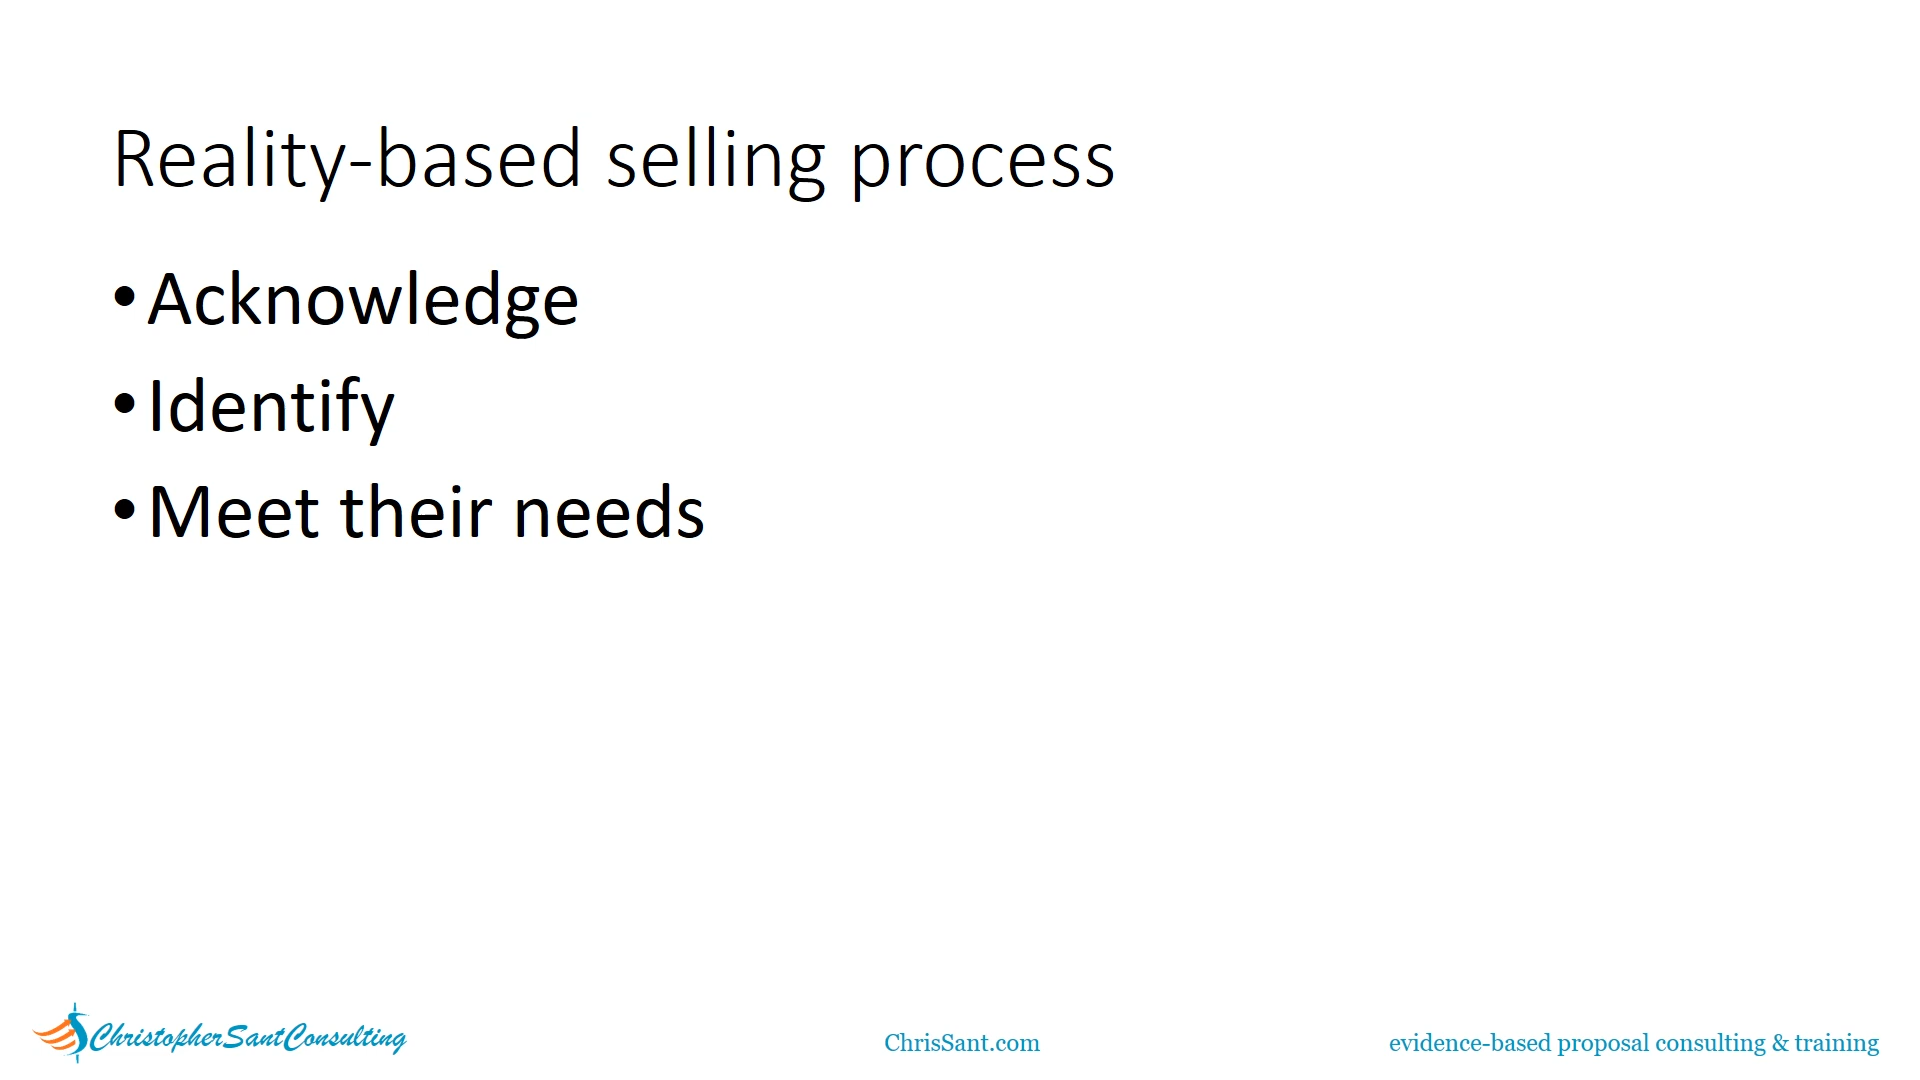 Reality-based selling process
• Acknowledge
• Identify
• Meet their needs
ChristopherSantConsulting
ChrisSant.com
evidence-based proposal consulting & training